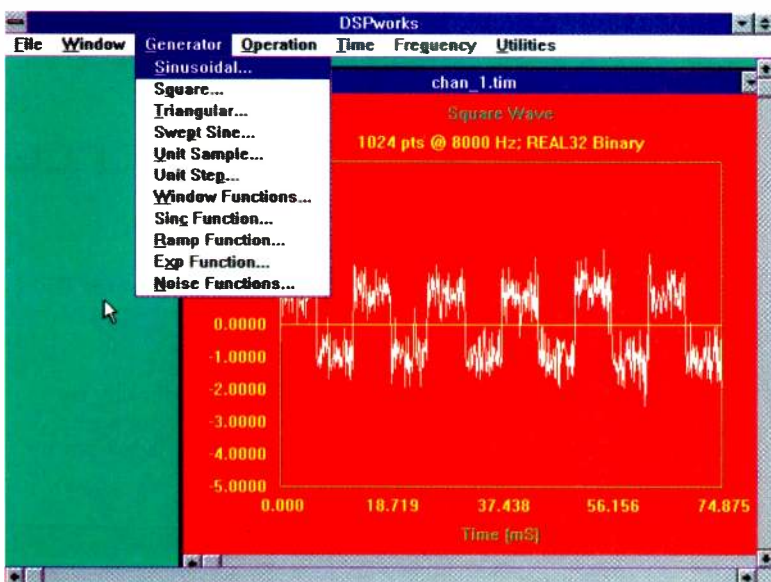 DSPworks
File Window Generator Operation Time Frequency Utilities
Sinusoidal...
Square...
Triangular...
Swept Sine...
Unit Sample...
Unit Step...
Window Functions...
Sinc Function...
Ramp Function...
Exp Function...
Noise Functions...
chan_1.tim
Square Wave
1024 pts @ 8000 Hz; REAL32 Binary
0.0000
-1.0000
-2.0000
-3.0000
-4.0000
-5.0000
0.000 18.719 37.438 56.156 74.875
Time (mS)